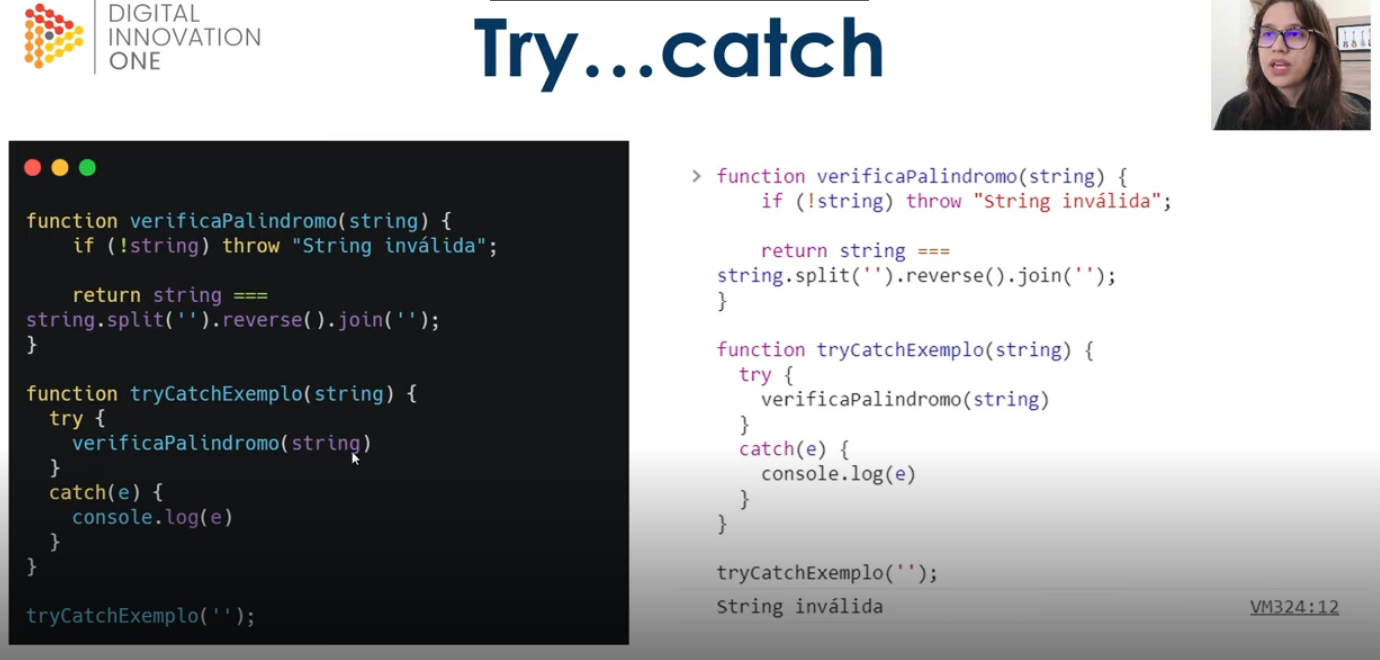 DIGITAL
INNOVATION
ONE
Try...catch
function verificaPalindromo(string) {
    if (!string) throw "String inválida";

    return string ===
string.split('').reverse().join('');
}

function tryCatchExemplo(string) {
  try {
    verificaPalindromo(string)
  }
  catch(e) {
    console.log(e)
  }
}

tryCatchExemplo('');
> function verificaPalindromo(string) {
    if (!string) throw "String inválida";

    return string ===
string.split('').reverse().join('');
}

function tryCatchExemplo(string) {
  try {
    verificaPalindromo(string)
  }
  catch(e) {
    console.log(e)
  }
}

tryCatchExemplo('');
String inválida VM324:12